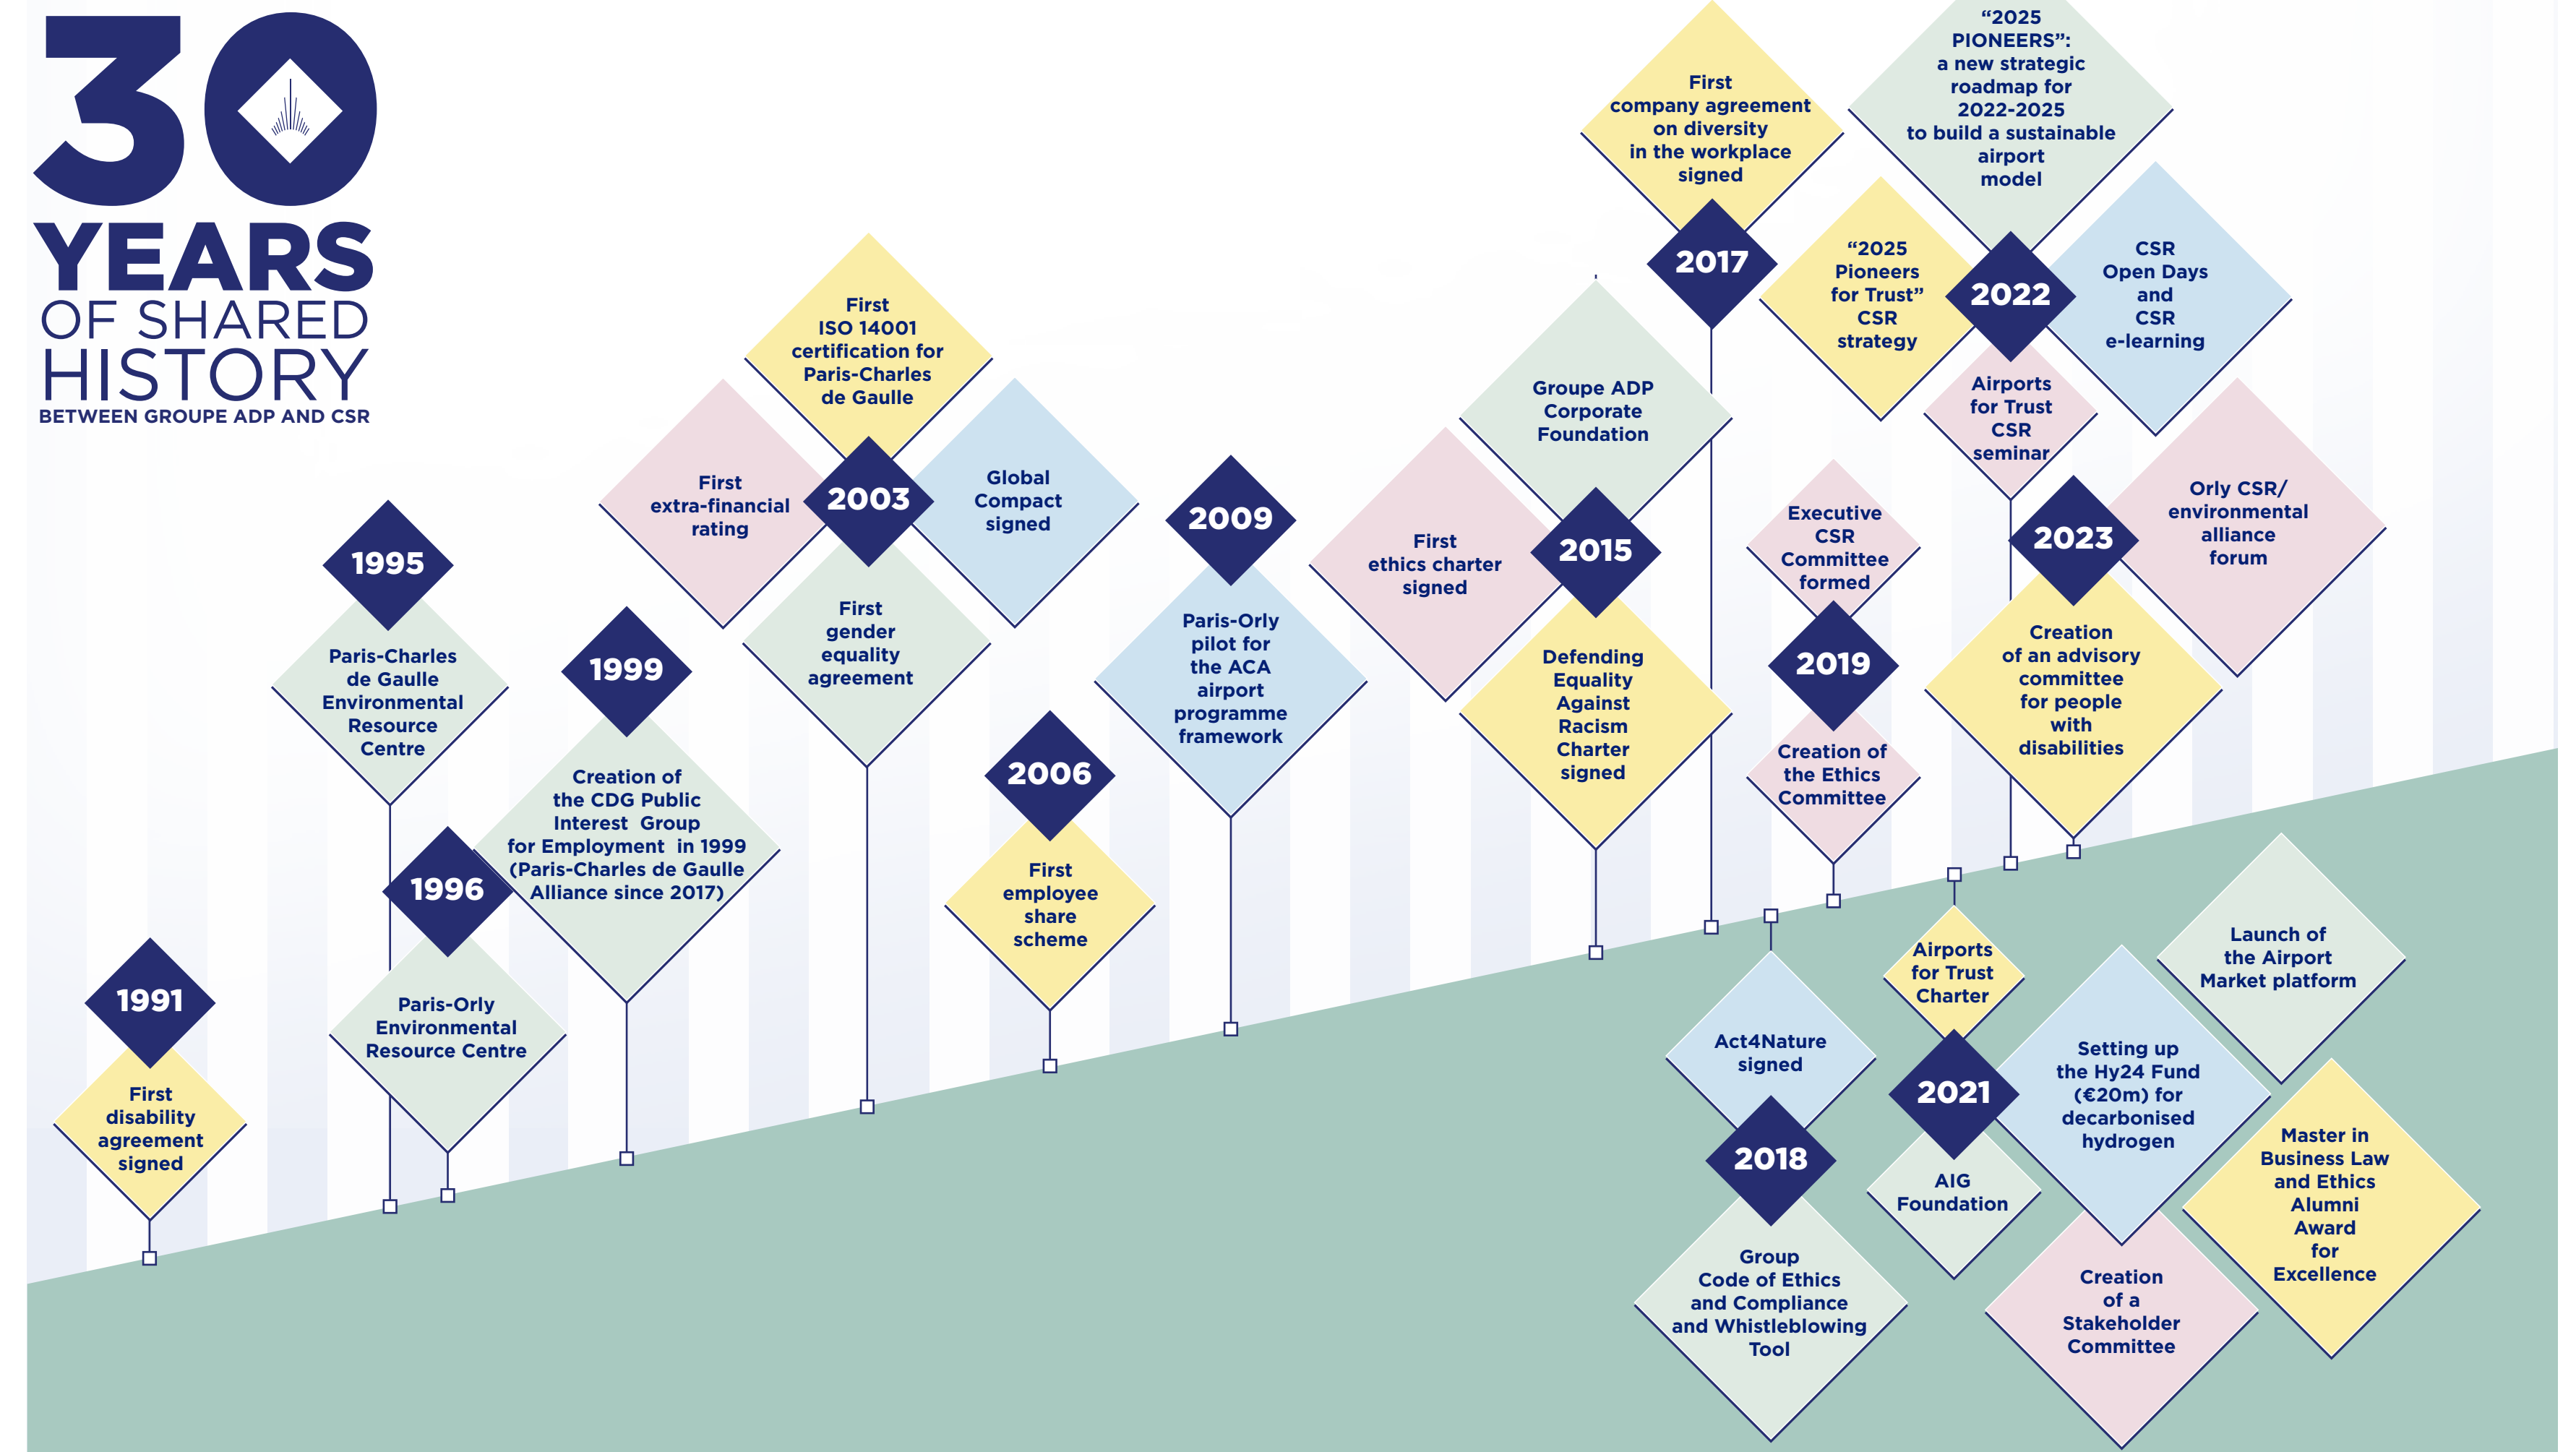 30
YEARS
OF SHARED
HISTORY
BETWEEN GROUPE ADP AND CSR
1991
First
disability
agreement
signed
1995
Paris-Charles
de Gaulle
Environmental
Resource
Centre
1996
Paris-Orly
Environmental
Resource Centre
1999
Creation of
the CDG Public
Interest Group
for Employment in 1999
(Paris-Charles de Gaulle
Alliance since 2017)
First
ISO 14001
certification for
Paris-Charles
de Gaulle
First
extra-financial
rating
2003
Global
Compact
signed
First
gender
equality
agreement
2006
First
employee
share
scheme
2009
Paris-Orly
pilot for
the ACA
airport
programme
framework
Groupe ADP
Corporate
Foundation
First
ethics charter
signed
2015
Defending
Equality
Against
Racism
Charter
signed
First
company agreement
on diversity
in the workplace
signed
2017
Act4Nature
signed
2018
Group
Code of Ethics
and Compliance
and Whistleblowing
Tool
Executive
CSR
Committee
formed
2019
Creation of
the Ethics
Committee
Airports
for Trust
Charter
2021
AIG
Foundation
Setting up
the Hy24 Fund
(€20m) for
decarbonised
hydrogen
Launch of
the Airport
Market platform
Master in
Business Law
and Ethics
Alumni
Award
for
Excellence
Creation
of a
Stakeholder
Committee
“2025
PIONEERS”:
a new strategic
roadmap for
2022-2025
to build a sustainable
airport
model
“2025
Pioneers
for Trust”
CSR
strategy
2022
CSR
Open Days
and
CSR
e-learning
Airports
for Trust
CSR
seminar
2023
Orly CSR/
environmental
alliance
forum
Creation
of an advisory
committee
for people
with
disabilities